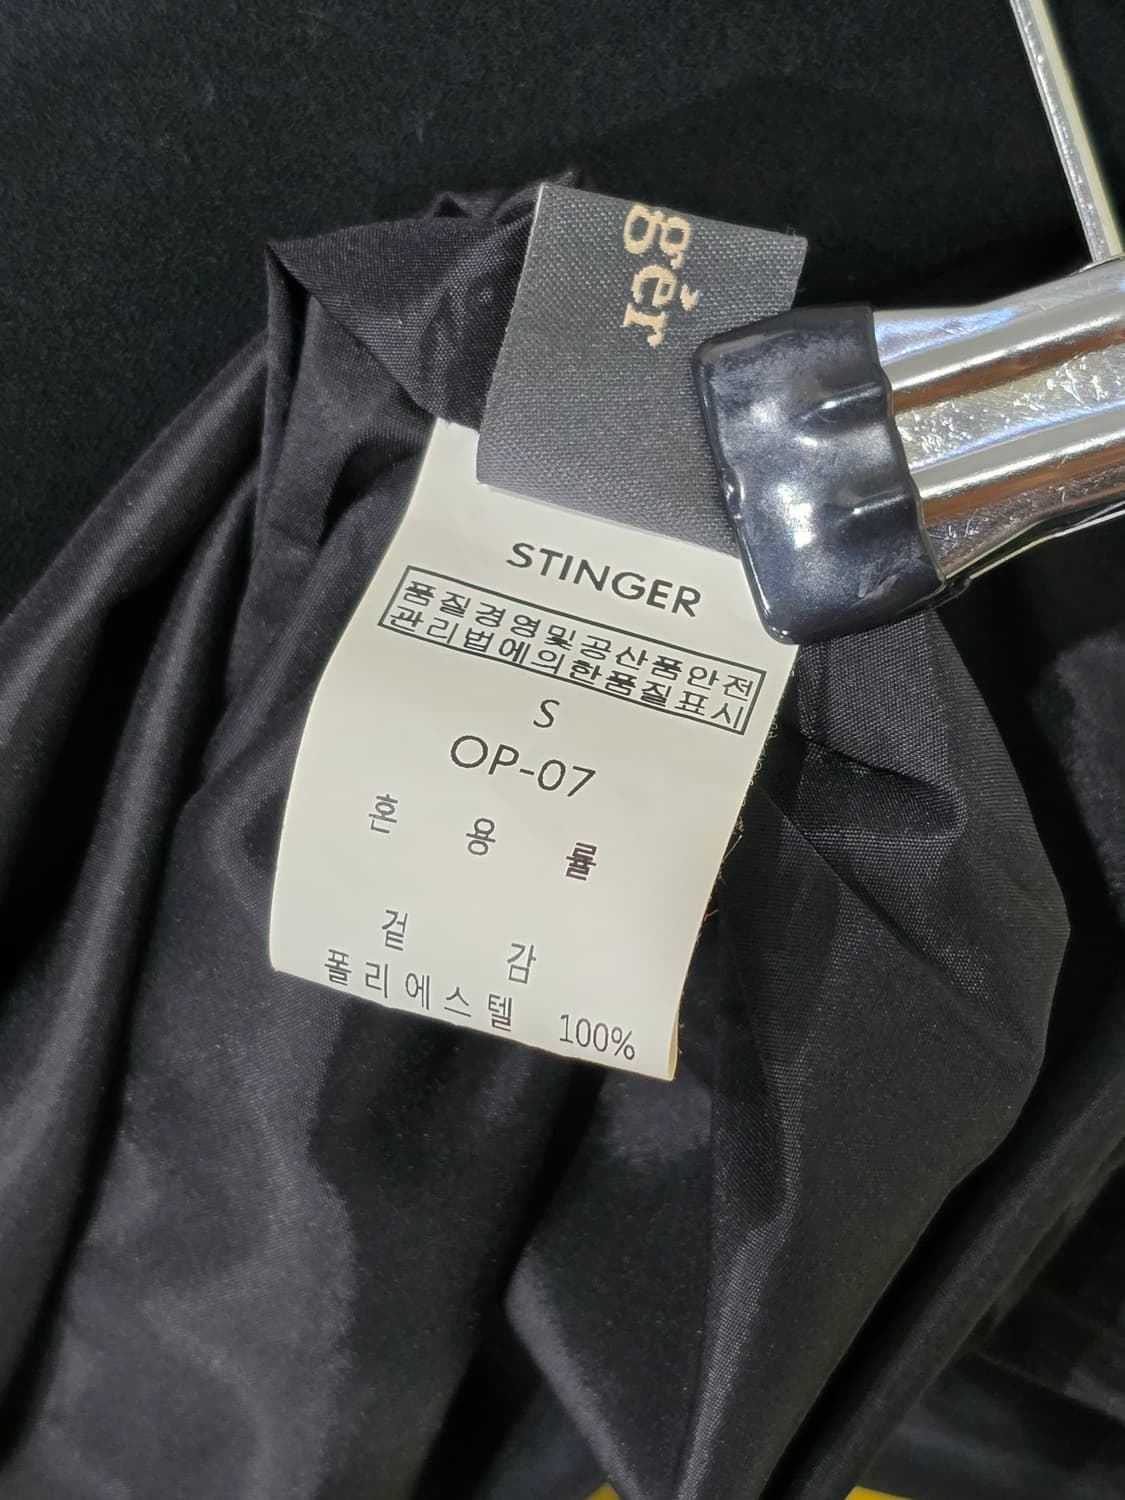 gér
STINGER
품질경영및공산품안전
관리법에의한품질표시
S
OP-07
혼 용 률
겉 감
폴리에스텔 100%